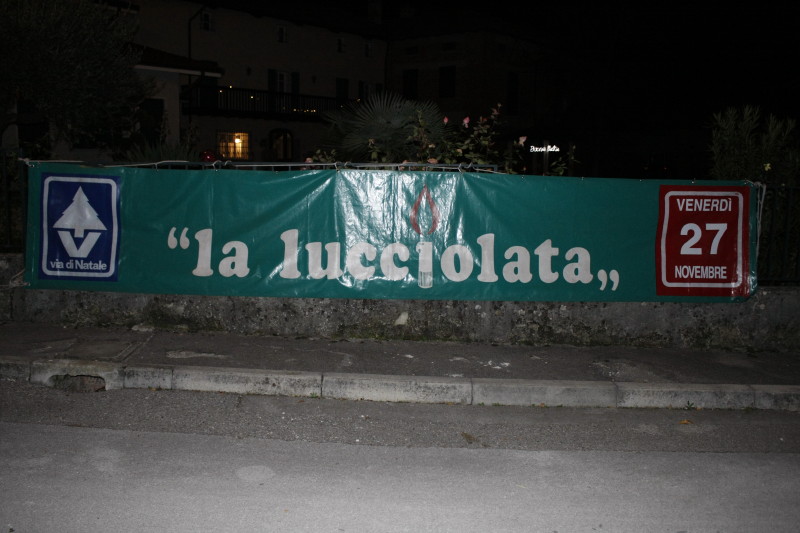 via di Natale
“la lucciolata„
VENERDÌ
27
NOVEMBRE